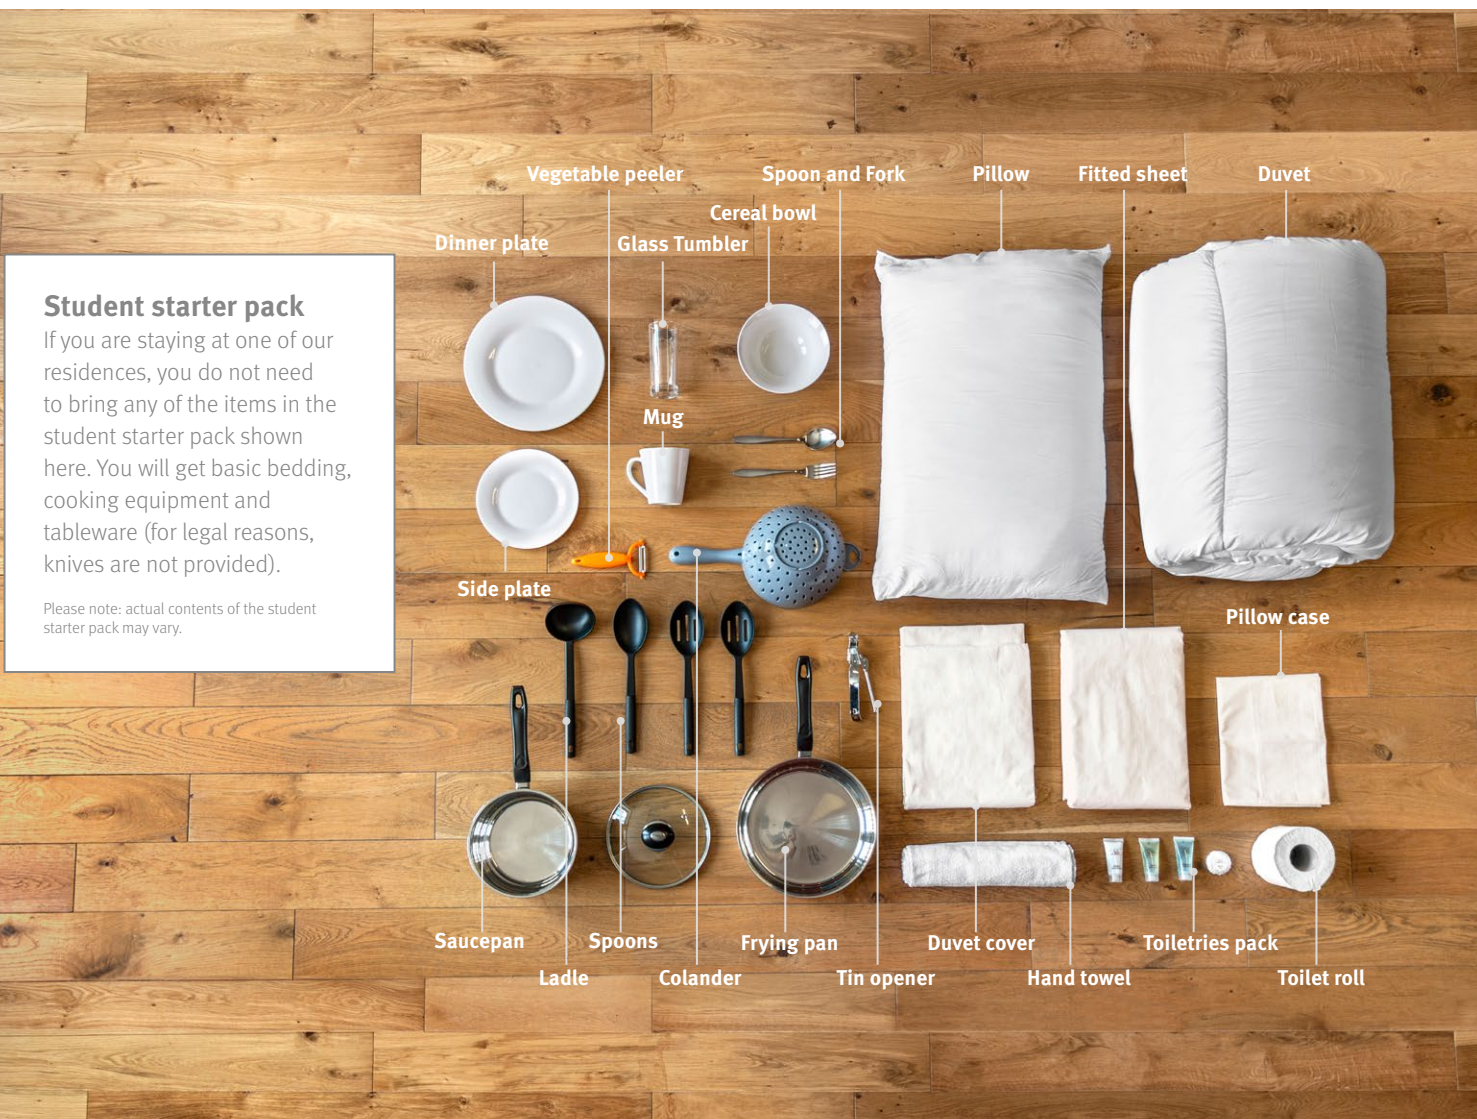 Vegetable peeler
Spoon and Fork
Pillow
Fitted sheet
Duvet
Cereal bowl
Dinner plate
Glass Tumbler
Student starter pack
If you are staying at one of our
residences, you do not need
to bring any of the items in the
student starter pack shown
here. You will get basic bedding,
cooking equipment and
tableware (for legal reasons,
knives are not provided).
Please note: actual contents of the student
starter pack may vary.
Mug
Side plate
Pillow case
Saucepan
Spoons
Frying pan
Duvet cover
Toiletries pack
Ladle
Colander
Tin opener
Hand towel
Toilet roll